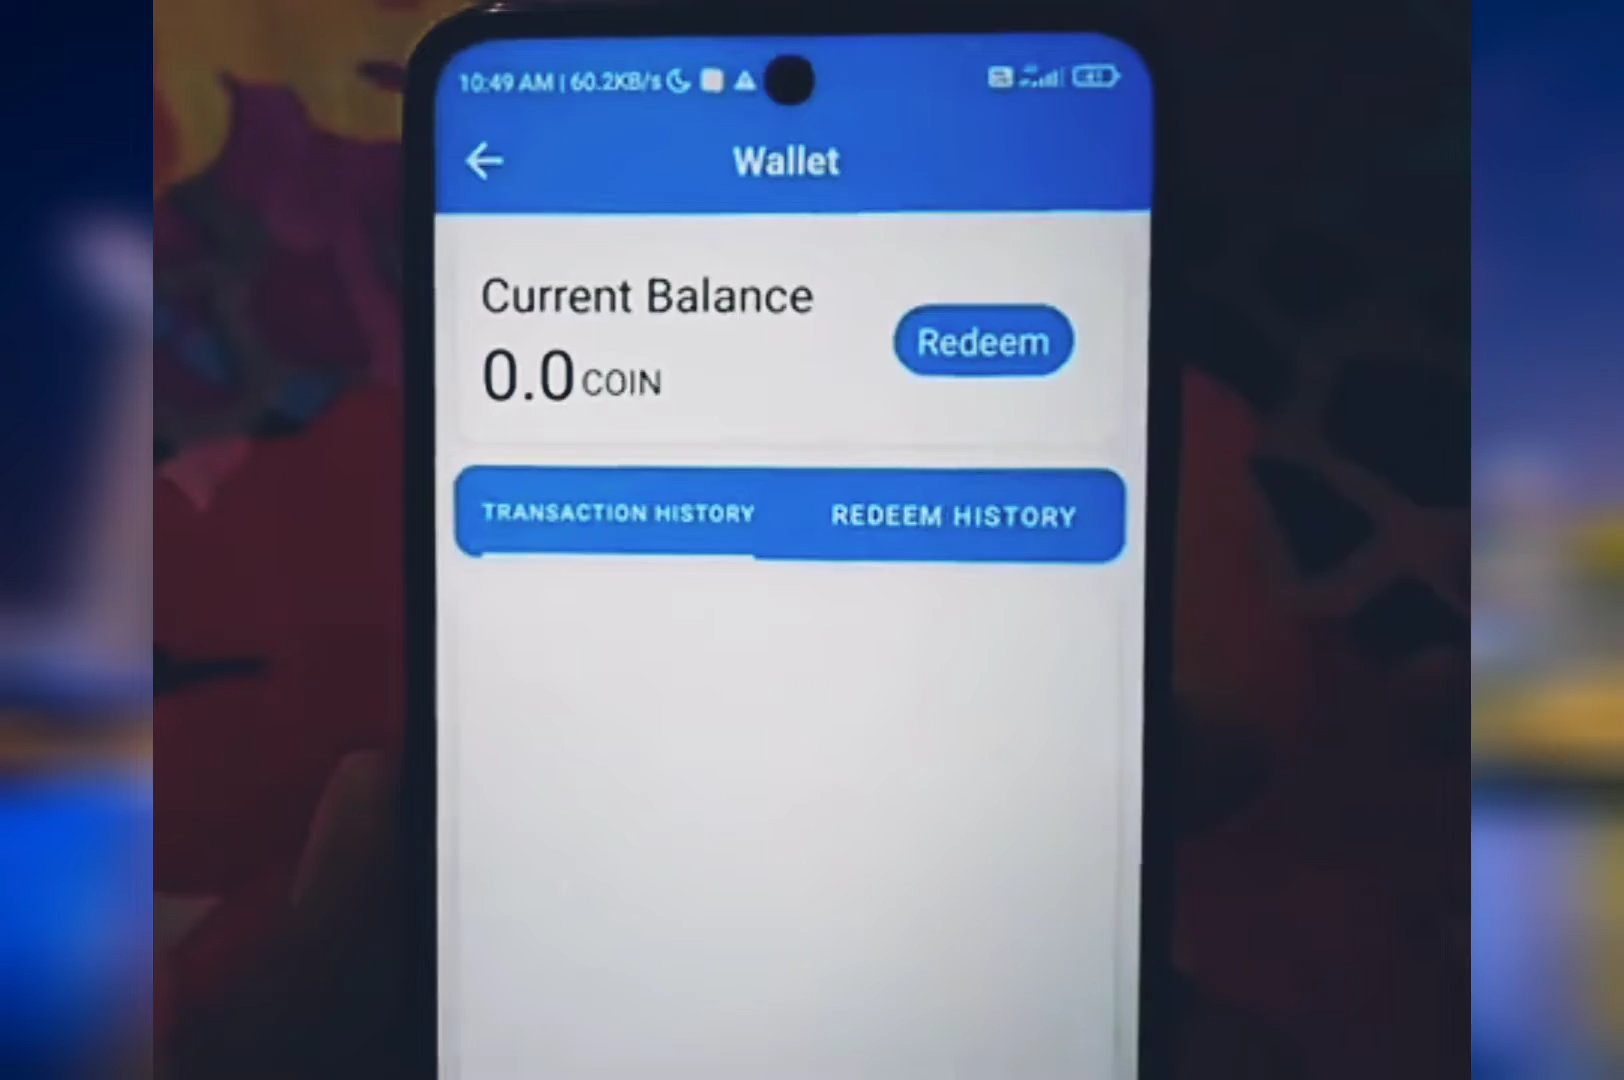 10:49 AM | 60.2KB/s
Wallet
Current Balance
0.0 COIN
Redeem
TRANSACTION HISTORY
REDEEM HISTORY